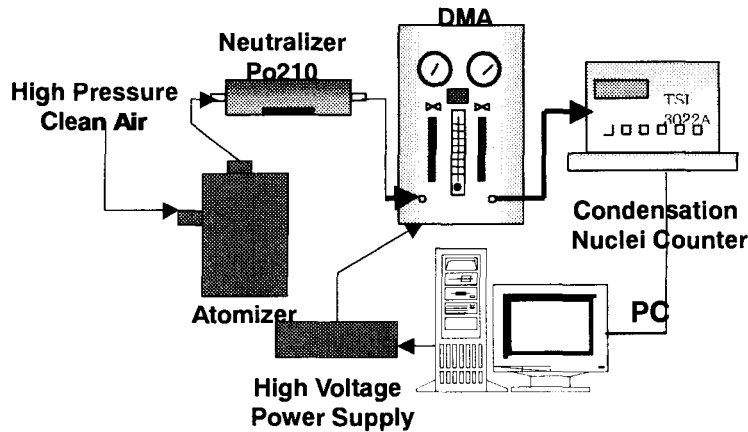 DMA
Neutralizer
Po210
High Pressure
Clean Air
TSI
3022A
Condensation
Nuclei Counter
Atomizer
PC
High Voltage
Power Supply